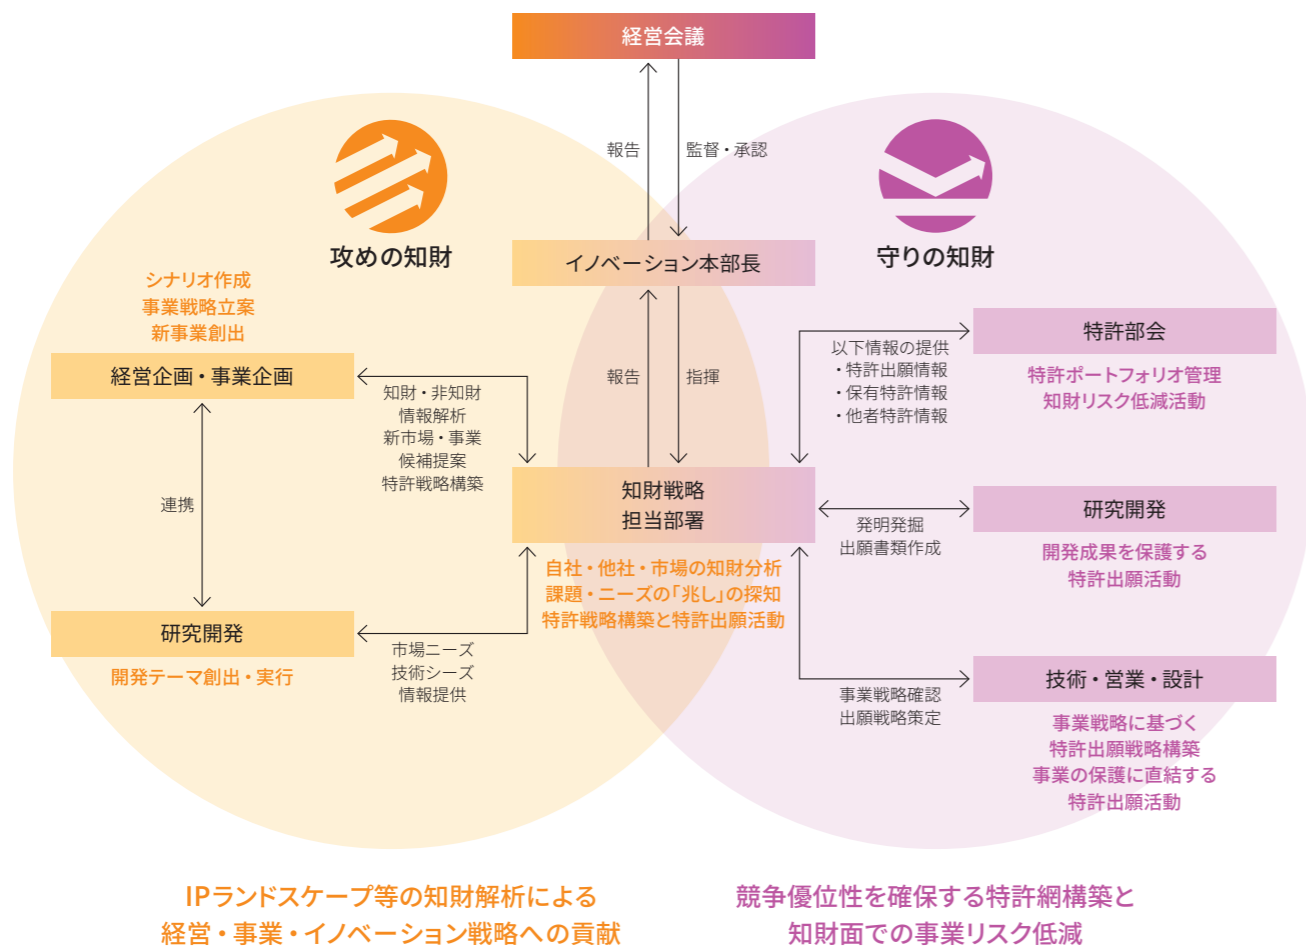 経営会議
報告
監督・承認
攻めの知財
守りの知財
イノベーション本部長
シナリオ作成
事業戦略立案
新事業創出
経営企画・事業企画
知財・非知財
情報解析
新市場・事業
候補提案
特許戦略構築
報告
指揮
以下情報の提供
・特許出願情報
・保有特許情報
・他者特許情報
特許部会
特許ポートフォリオ管理
知財リスク低減活動
連携
知財戦略
担当部署
自社・他社・市場の知財分析
課題・ニーズの「兆し」の探知
特許戦略構築と特許出願活動
発明発掘
出願書類作成
研究開発
開発成果を保護する
特許出願活動
研究開発
開発テーマ創出・実行
市場ニーズ
技術シーズ
情報提供
事業戦略確認
出願戦略策定
技術・営業・設計
事業戦略に基づく
特許出願戦略構築
事業の保護に直結する
特許出願活動
IPランドスケープ等の知財解析による
経営・事業・イノベーション戦略への貢献
競争優位性を確保する特許網構築と
知財面での事業リスク低減